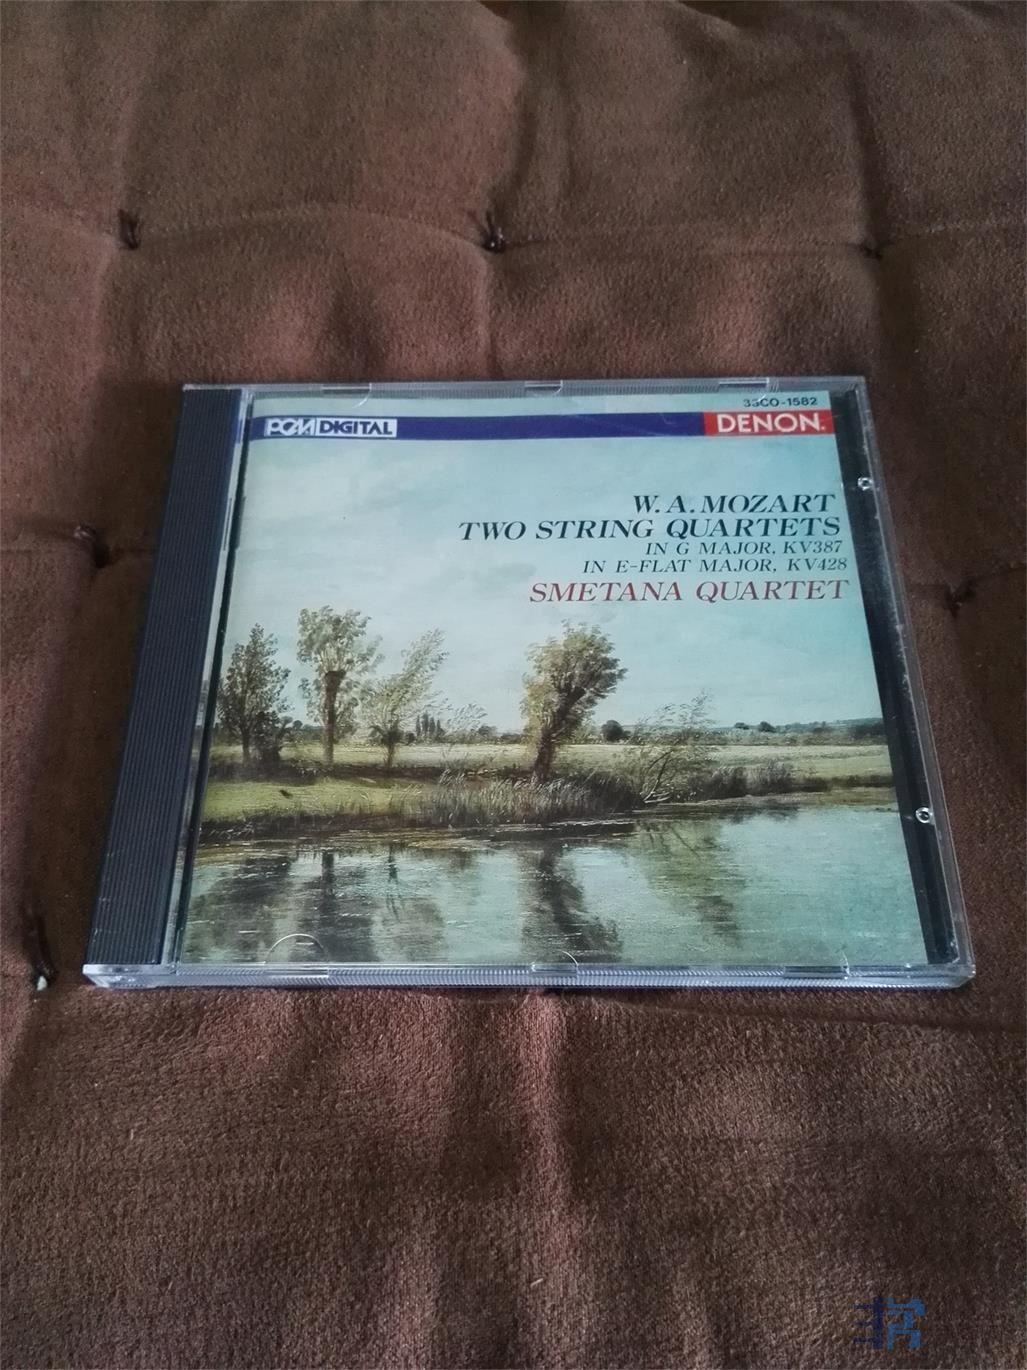 33CO-1582
PCM DIGITAL
DENON
W. A. MOZART
TWO STRING QUARTETS
IN G MAJOR, KV387
IN E-FLAT MAJOR, KV428
SMETANA QUARTET